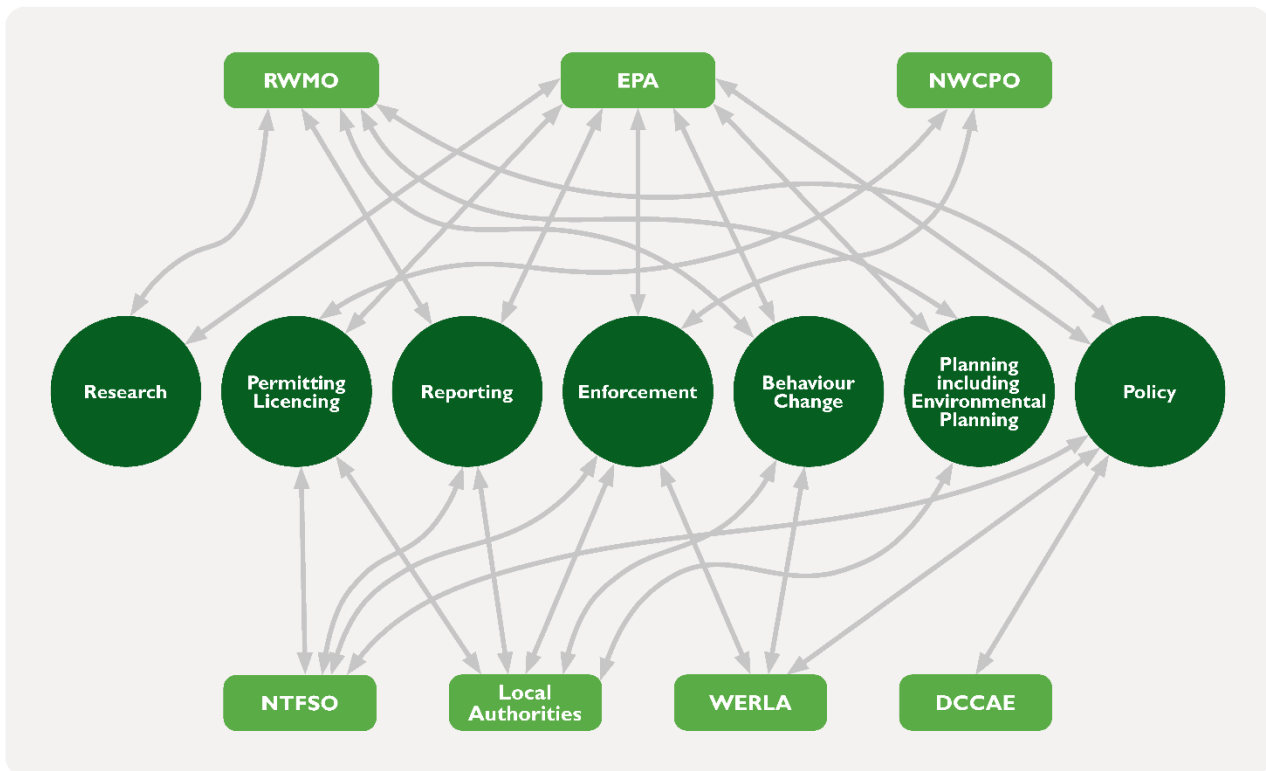 RWMO
EPA
NWCPO
Research
Permitting
Licencing
Reporting
Enforcement
Behaviour
Change
Planning
including
Environmental
Planning
Policy
NTFSO
Local
Authorities
WERLA
DCCAE